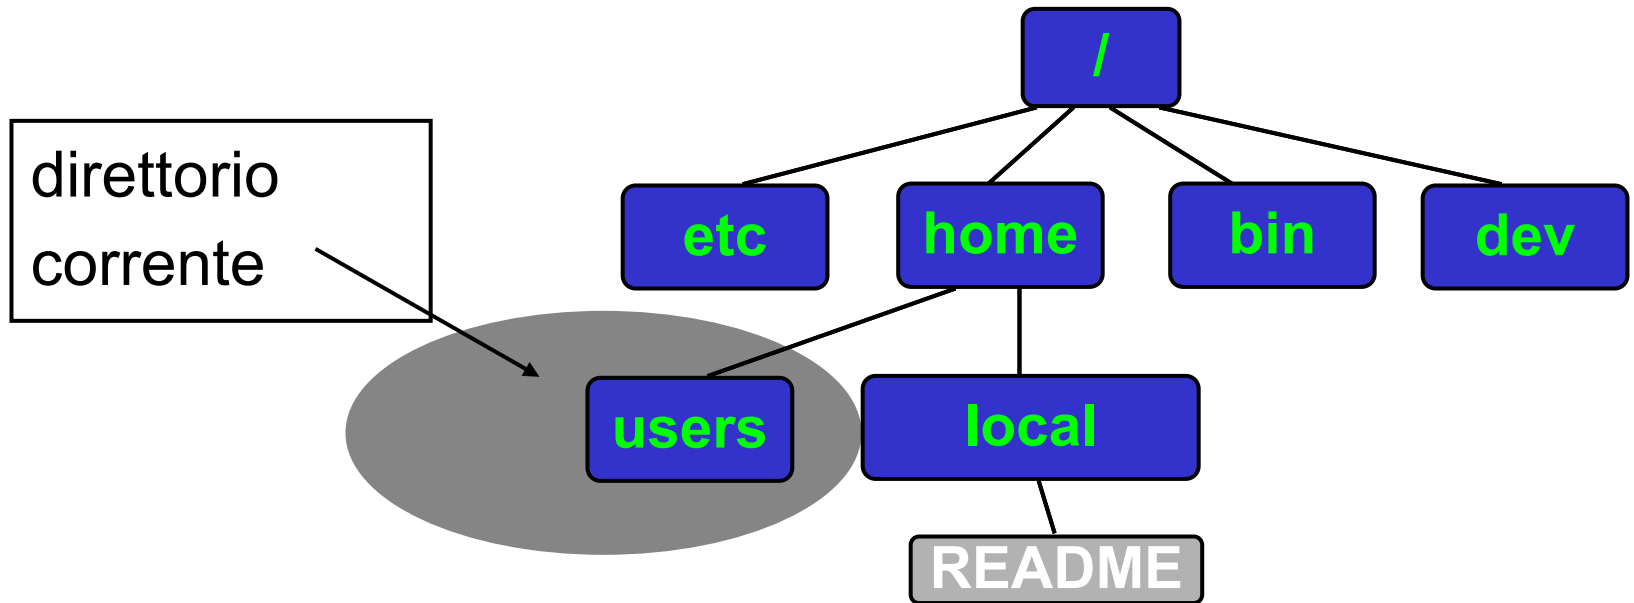 /
direttorio
corrente
etc
home
bin
dev
users
local
README